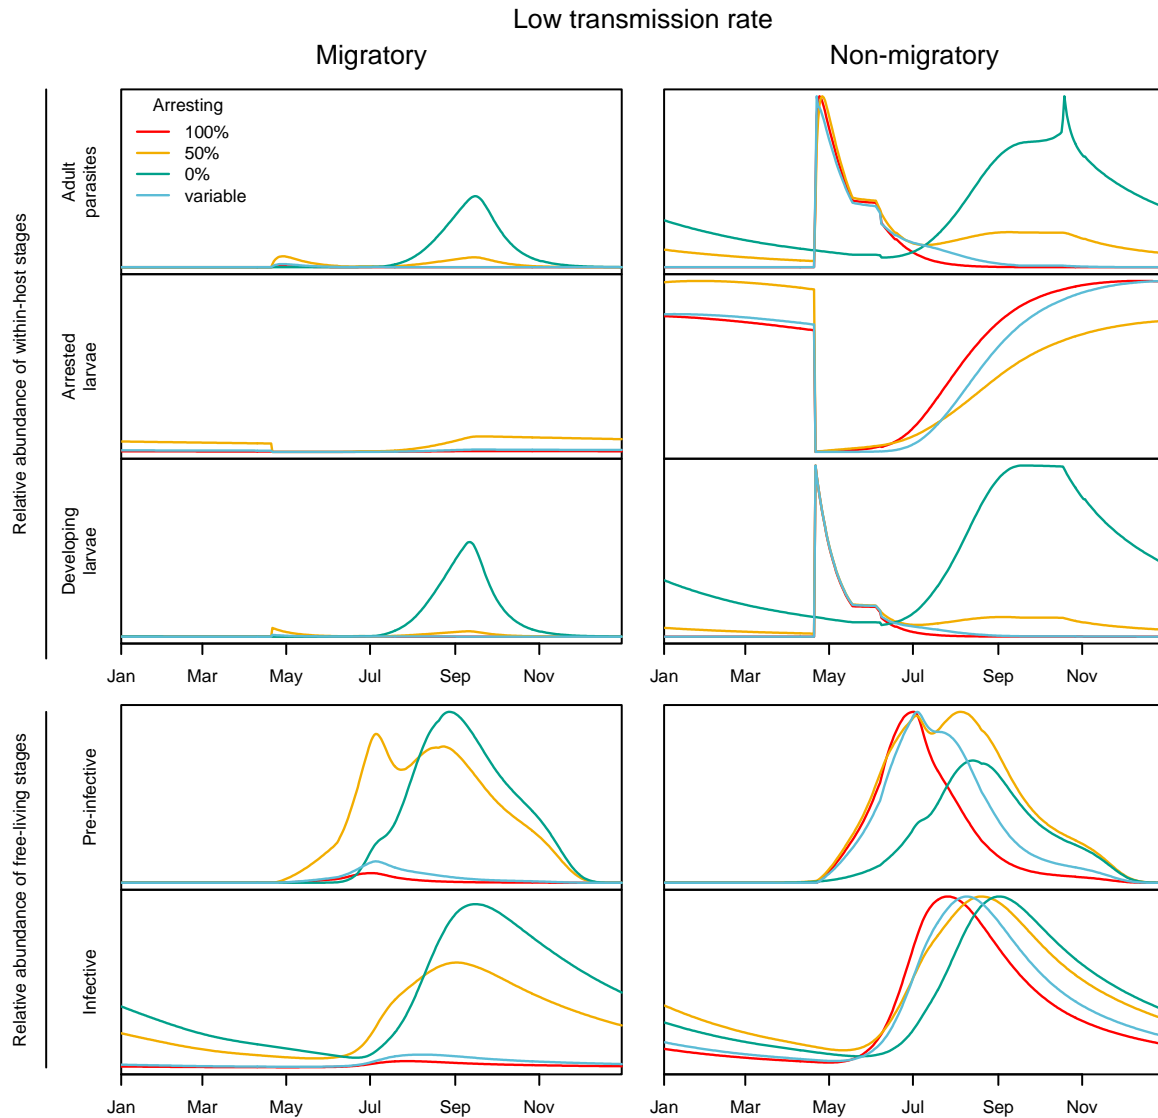 Low transmission rate
Migratory
Non-migratory
Relative abundance of within-host stages
Adult
parasites
Arresting
100%
50%
0%
variable
Arrested
larvae
Developing
larvae
Jan Mar May Jul Sep Nov
Jan Mar May Jul Sep Nov
Relative abundance of free-living stages
Pre-infective
Infective
Jan Mar May Jul Sep Nov
Jan Mar May Jul Sep Nov